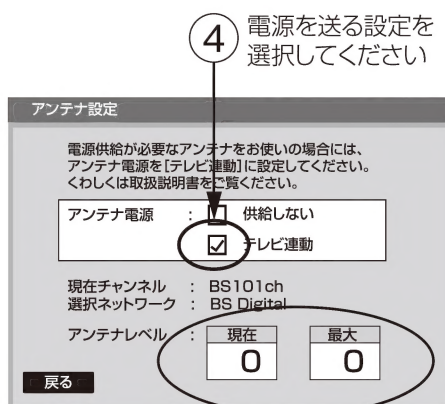 ④ 電源を送る設定を
選択してください
アンテナ設定
電源供給が必要なアンテナをお使いの場合には、
アンテナ電源を[テレビ連動]に設定してください。
くわしくは取扱説明書をご覧ください。
アンテナ電源 : 供給しない
テレビ連動
現在チャンネル : BS101ch
選択ネットワーク : BS Digital
アンテナレベル : 現在 最大
0 0
戻る